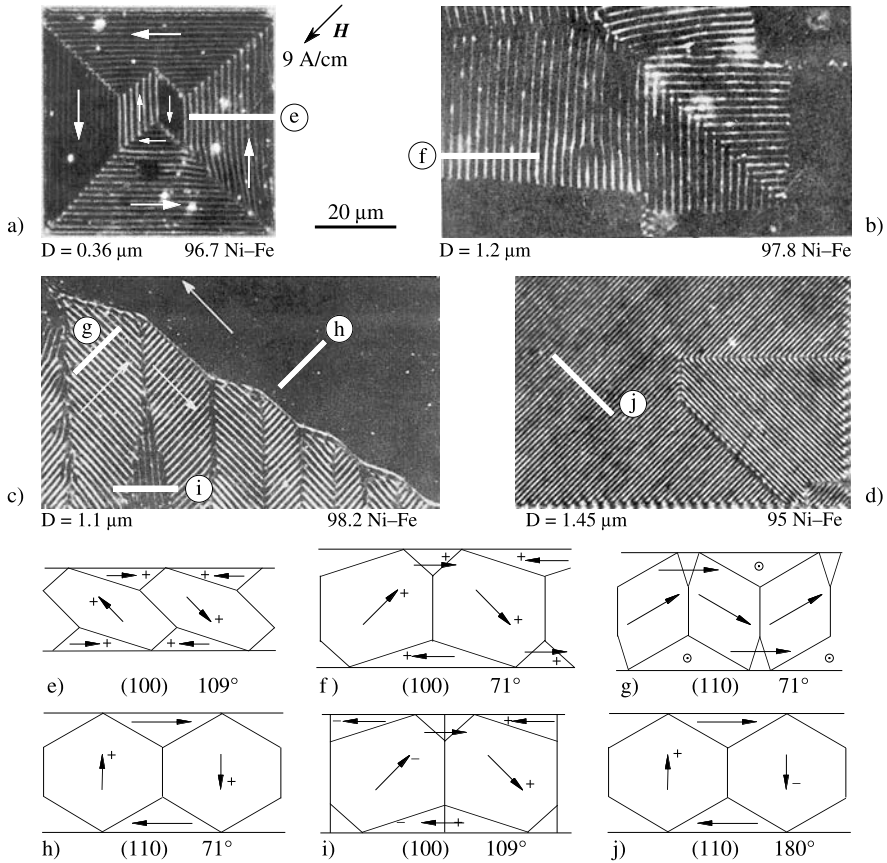 H
9 A/cm
e
f
20 µm
a)
b)
D = 0.36 µm 96.7 Ni–Fe
D = 1.2 µm 97.8 Ni–Fe
g
h
i
j
c)
d)
D = 1.1 µm 98.2 Ni–Fe
D = 1.45 µm 95 Ni–Fe
+ +
+ +
+ +
e) (100) 109°
+ +
+ +
+ +
f) (100) 71°
g) (110) 71°
+ +
h) (110) 71°
− +
− +
− +
i) (100) 109°
+ −
j) (110) 180°